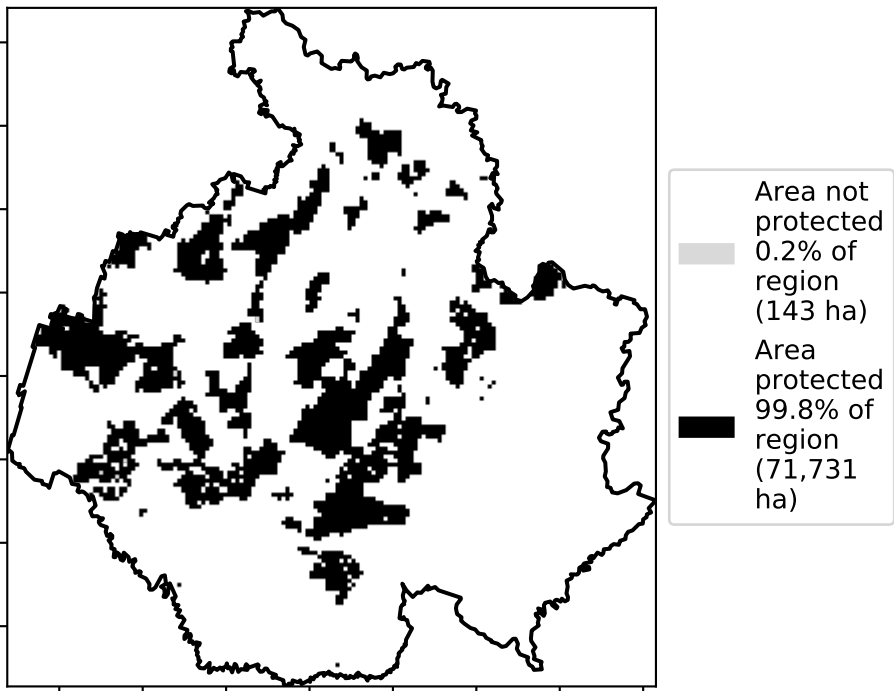 Area not
protected
0.2% of
region
(143 ha)
Area
protected
99.8% of
region
(71,731
ha)